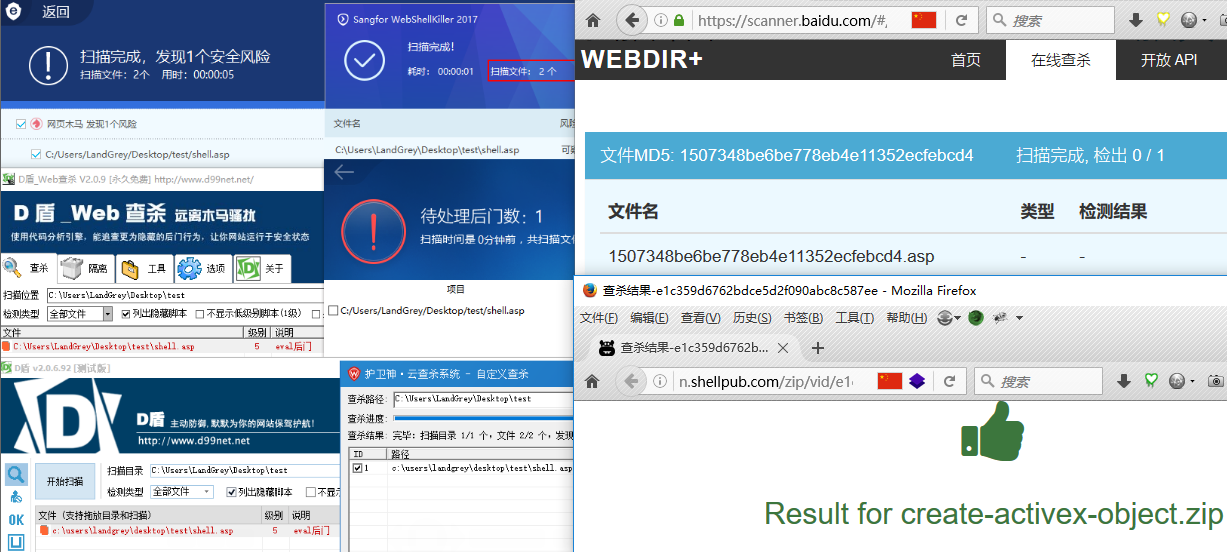 返回
扫描完成，发现1个安全风险
扫描文件：2个 用时：00:00:05
网页木马 发现1个风险
C:/Users/LandGrey/Desktop/test/shell.asp
Sangfor WebShellKiller 2017
扫描完成！
耗时： 00:00:01 扫描文件： 2 个
文件名 风险
C:\Users\LandGrey\Desktop\test\shell.asp 可疑
待处理后门数：1
扫描时间是 0分钟前，共扫描文
项目
C:/Users/LandGrey/Desktop/test/shell.asp
D盾_Web查杀 V2.0.9 [永久免费] http://www.d99net.net/
D 盾 _Web 查杀 远离木马骚扰
使用代码分析引擎，能追查更为隐藏的后门行为，让你网站运行于安全状态
查杀 隔离 工具 选项 关于
扫描位置 C:\Users\LandGrey\Desktop\test
检测类型 全部文件 列出隐藏脚本 不显示低级别脚本(1级)
文件 级别 说明
C:\Users\LandGrey\Desktop\test\shell.asp 5 eval后门
D盾 v2.0.6.92 [测试版]
D盾 主动防御,默默为你的网站保驾护航!
http://www.d99net.net
开始扫描
扫描目录 C:\Users\LandGrey\Desktop\test
检测类型 全部文件 列出隐藏脚本 不显示
文件（支持拖放目录和扫描） 级别 说明
c:\users\landgrey\desktop\test\shell.asp 5 eval后门
OK
护卫神·云查杀系统 - 自定义查杀
查杀路径： C:\Users\LandGrey\Desktop\test
查杀进度：
查杀结果： 完毕：扫描目录 1/1 个，文件 2/2 个，发现
ID 路径
1 c:\users\landgrey\desktop\test\shell.asp
https://scanner.baidu.com/#/ 搜索
WEBDIR+
首页 在线查杀 开放 API
文件MD5: 1507348be6be778eb4e11352ecfebcd4 扫描完成, 检出 0 / 1
文件名 类型 检测结果
1507348be6be778eb4e11352ecfebcd4.asp - -
查杀结果-e1c359d6762bdce5d2f090abc8c587ee - Mozilla Firefox
文件(F) 编辑(E) 查看(V) 历史(S) 书签(B) 工具(T) 帮助(H)
查杀结果-e1c359d6762b...
n.shellpub.com/zip/vid/e1 搜索
Result for create-activex-object.zip